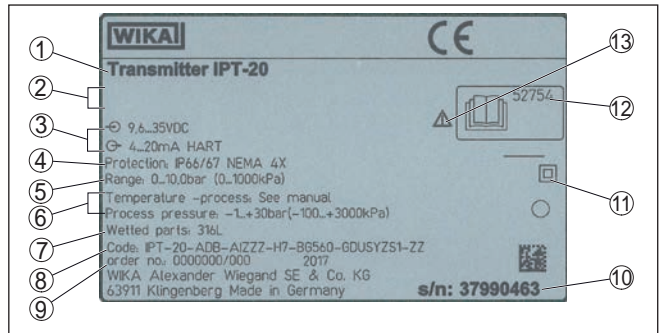 WIKA
CE
Transmitter IPT-20
52754
9,6...35VDC
4...20mA HART
Protection: IP66/67 NEMA 4X
Range: 0...10,0bar (0...1000kPa)
Temperature -process: See manual
Process pressure: -1...+30bar(-100...+3000kPa)
Wetted parts: 316L
Code: IPT-20-ADB-AIZZZ-H7-BG560-GDUSYZS1-ZZ
order no.: 0000000/000 2017
WIKA Alexander Wiegand SE & Co. KG
63911 Klingenberg Made in Germany
s/n: 37990463
1
2
3
4
5
6
7
8
9
10
11
12
13